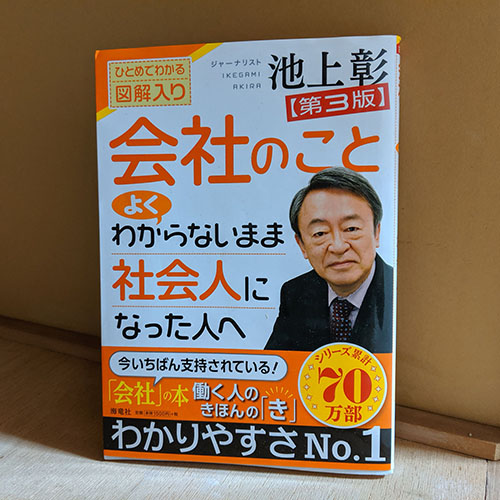 ひとめでわかる
図解入り
ジャーナリスト
IKEGAMI
AKIRA
池上彰
【第3版】
会社のこと
よく
わからないまま
社会人に
なった人へ
今いちばん支持されている!
「会社」の本
働く人の
きほんの「き」
シリーズ累計
70
万部
海竜社
わかりやすさNo.1